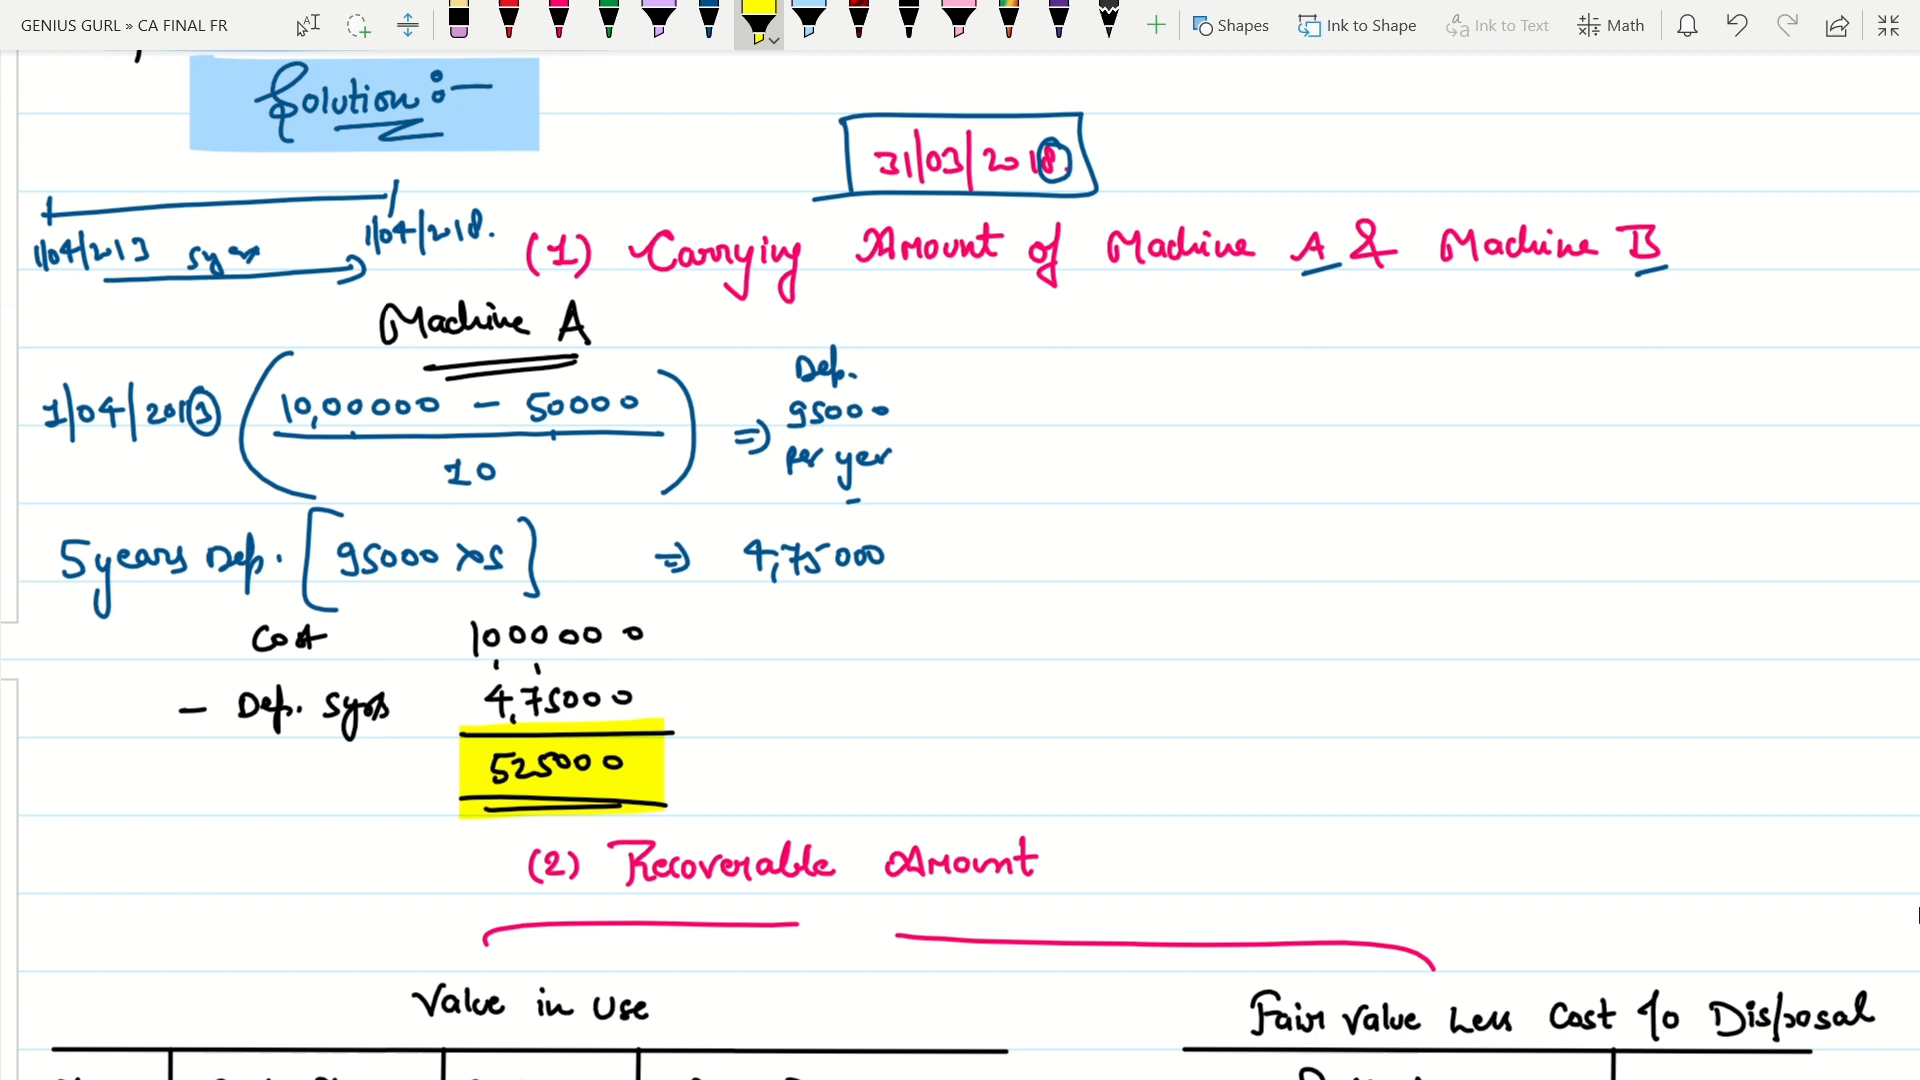 GENIUS GURL » CA FINAL FR
Shapes
Ink to Shape
Ink to Text
Math
Solution :-
31/03/2018
1/04/2013 5 yrs 1/04/2018.
(1) Carrying Amount of Machine A & Machine B
Machine A
1/04/2013 ( 10,00000 - 50000 / 10 ) => Dep. 95000 per year
5 years Dep. [95000 x 5] => 4,75000
Cost 1000000
- Dep. 5yrs 4,75000
525000
(2) Recoverable Amount
Value in Use
Fair Value Less Cost to Disposal